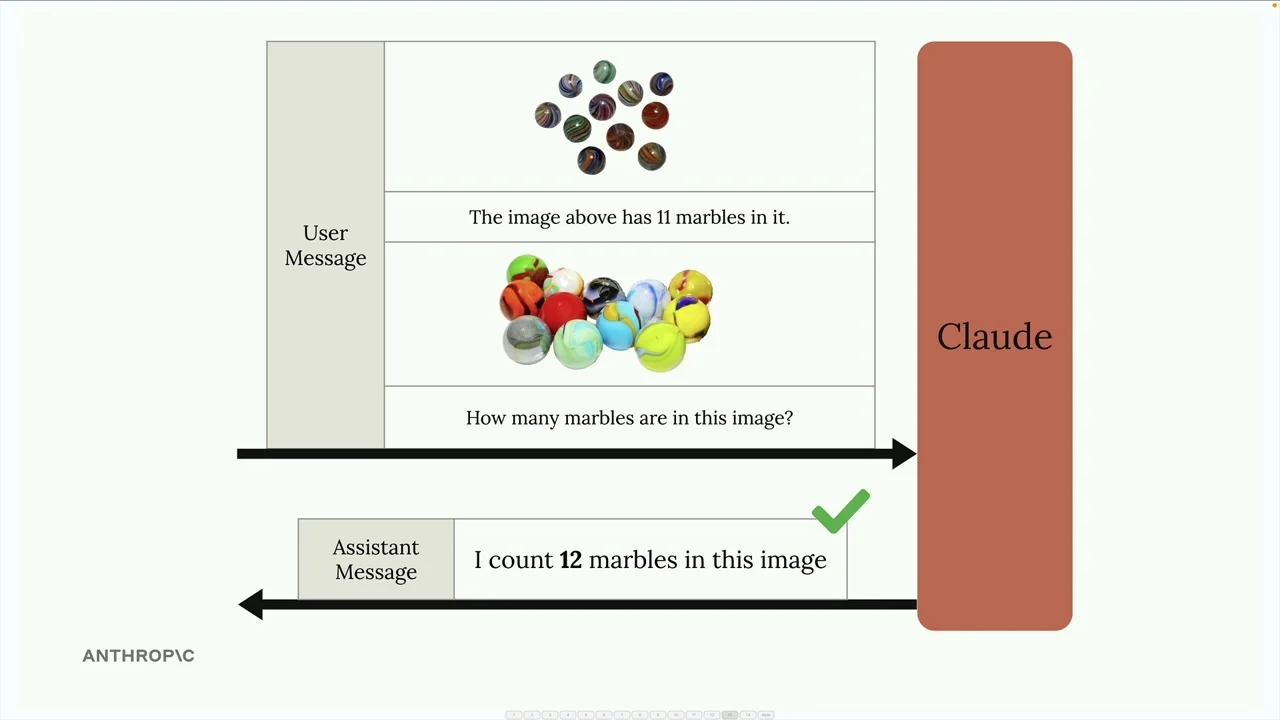 User
Message
The image above has 11 marbles in it.
How many marbles are in this image?
Claude
Assistant
Message
I count 12 marbles in this image
ANTHROP\C